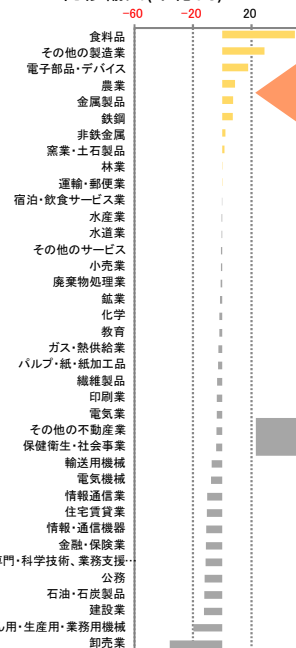 -60
-20
20
食料品
その他の製造業
電子部品・デバイス
農業
金属製品
鉄鋼
非鉄金属
窯業・土石製品
林業
運輸・郵便業
宿泊・飲食サービス業
水産業
水道業
その他のサービス
小売業
廃棄物処理業
鉱業
化学
教育
ガス・熱供給業
パルプ・紙・紙加工品
繊維製品
印刷業
電気業
その他の不動産業
保健衛生・社会事業
輸送用機械
電気機械
情報通信業
住宅賃貸業
情報・通信機器
金融・保険業
専門・科学技術、業務支援…
公務
石油・石炭製品
建設業
ん用・生産用・業務用機械
卸売業